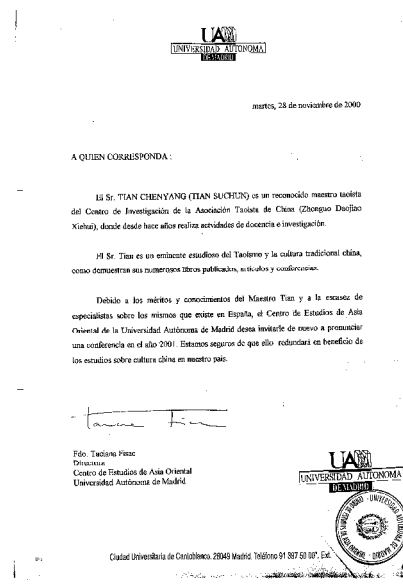 UAM
UNIVERSIDAD AUTONOMA
DE MADRID
martes, 28 de noviembre de 2000
A QUIEN CORRESPONDA :
El Sr. TIAN CHENYANG (TIAN SUCHUN) es un reconocido maestro taoísta
del Centro de Investigación de la Asociación Taoísta de China (Zhongguo Daojiao
Xiehui), donde desde hace años realiza actvidades de docencia e investigación.
El Sr. Tian es un eminente estudioso del Taoísmo y la cultura tradicional china,
como demuestran sus numerosos libros publicados, artículos y conferencias.
Debido a los méritos y conocimientos del Maestro Tian y a la escasez de
especialistas sobre los mismos que existe en España, el Centro de Estudios de Asia
Oriental de la Universidad Autónoma de Madrid desea invitarle de nuevo a pronunciar
una conferencia en el año 2001. Estamos seguros de que ello redundará en beneficio de
los estudios sobre cultura china en nuestro país.
Fdo. Taciana Fisac
Directora
Centro de Estudios de Asia Oriental
Universidad Autónoma de Madrid
UAM
UNIVERSIDAD AUTONOMA
DE MADRID
Ciudad Universitaria de Cantoblanco. 28049 Madrid. Teléfono 91 397 50 00*. Ext.